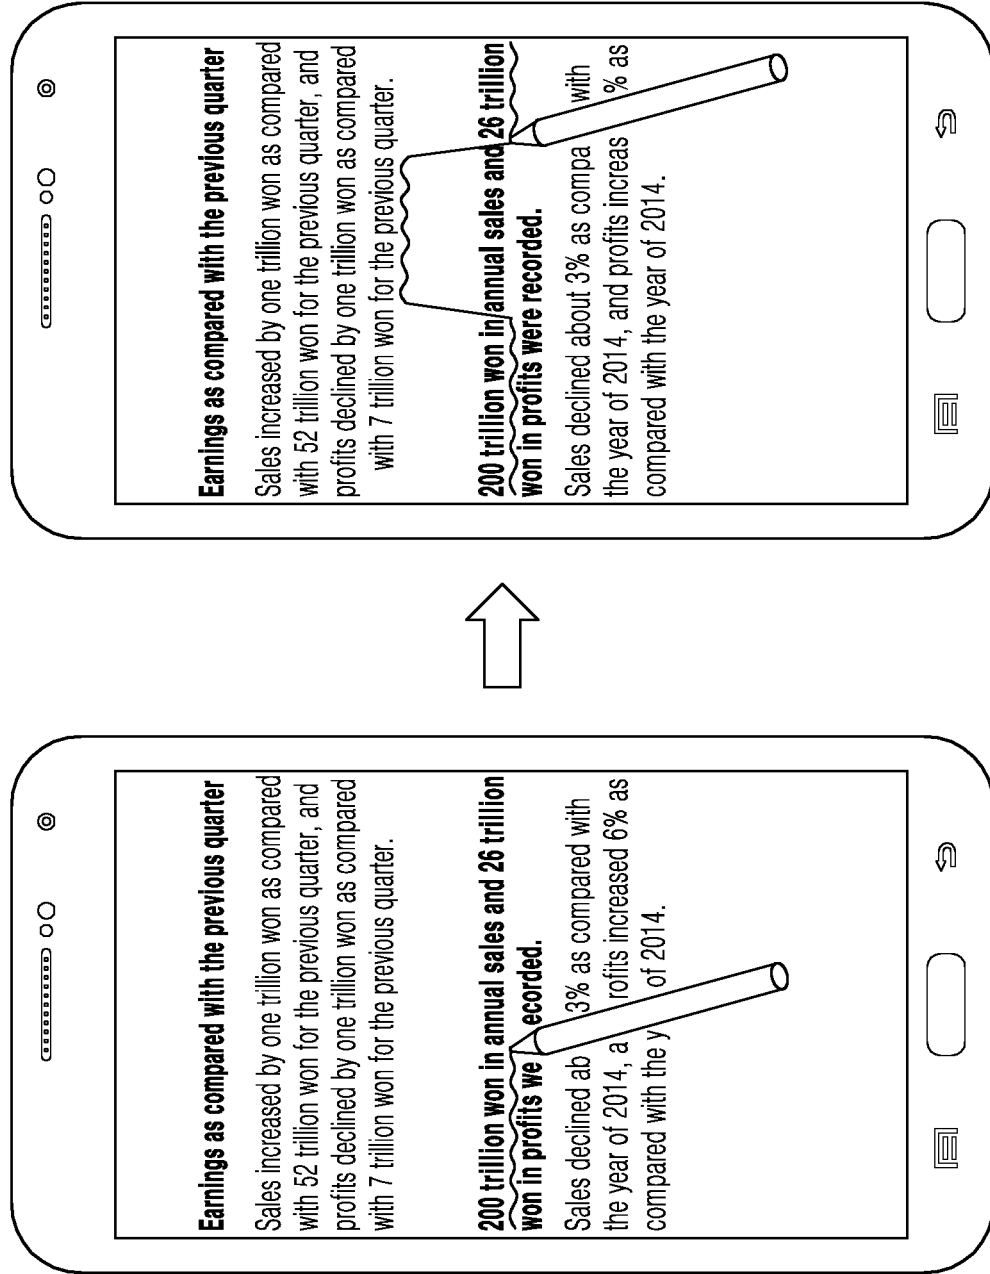 Earnings as compared with the previous quarter
Sales increased by one trillion won as compared
with 52 trillion won for the previous quarter, and
profits declined by one trillion won as compared
with 7 trillion won for the previous quarter.
200 trillion won in annual sales and 26 trillion
won in profits we ecorded.
Sales declined ab 3% as compared with
the year of 2014, a rofits increased 6% as
compared with the y of 2014.
Earnings as compared with the previous quarter
Sales increased by one trillion won as compared
with 52 trillion won for the previous quarter, and
profits declined by one trillion won as compared
with 7 trillion won for the previous quarter.
200 trillion won in annual sales and 26 trillion
won in profits were recorded.
Sales declined about 3% as compa with
the year of 2014, and profits increas % as
compared with the year of 2014.